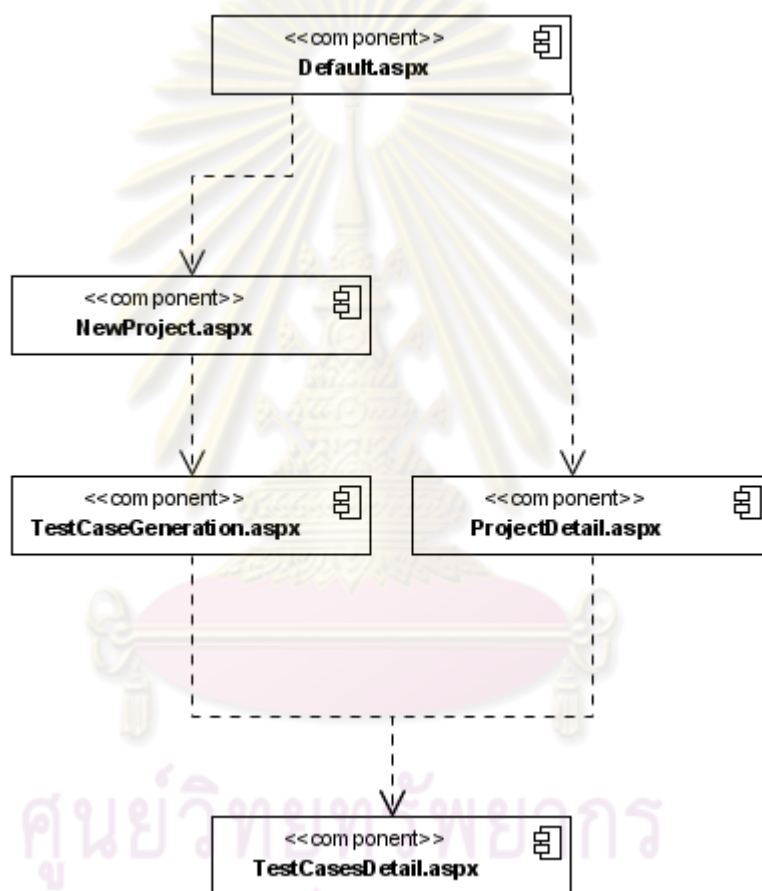 <<component>>
Default.aspx
<<component>>
NewProject.aspx
<<component>>
TestCaseGeneration.aspx
<<component>>
ProjectDetail.aspx
ศูนย์วิทยทรัพยากร
<<component>>
TestCasesDetail.aspx